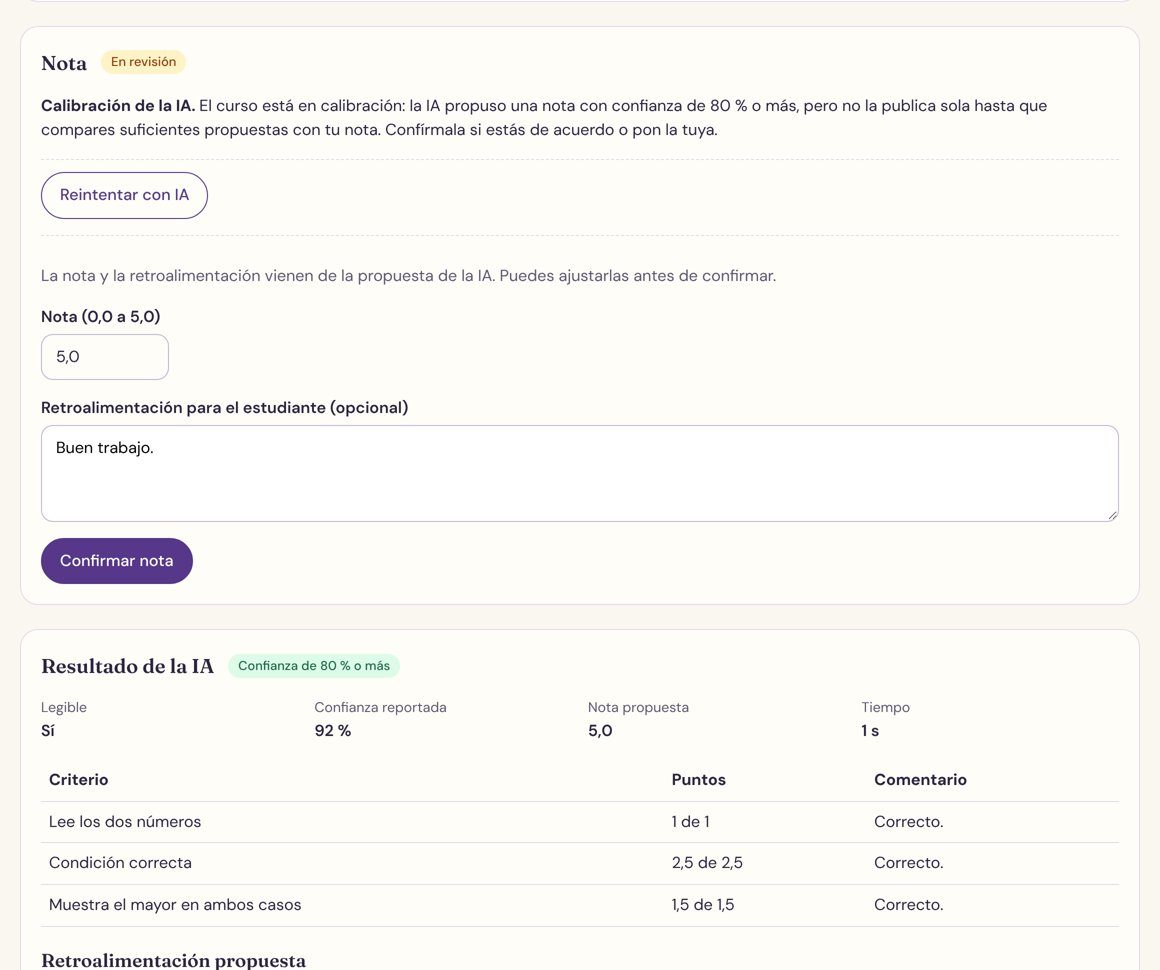 Nota
En revisión
Calibración de la IA. El curso está en calibración: la IA propuso una nota con confianza de 80 % o más, pero no la publica sola hasta que
compares suficientes propuestas con tu nota. Confírmala si estás de acuerdo o pon la tuya.
Reintentar con IA
La nota y la retroalimentación vienen de la propuesta de la IA. Puedes ajustarlas antes de confirmar.
Nota (0,0 a 5,0)
5,0
Retroalimentación para el estudiante (opcional)
Buen trabajo.
Confirmar nota
Resultado de la IA
Confianza de 80 % o más
Legible Confianza reportada Nota propuesta Tiempo
Sí 92 % 5,0 1 s
Criterio Puntos Comentario
Lee los dos números 1 de 1 Correcto.
Condición correcta 2,5 de 2,5 Correcto.
Muestra el mayor en ambos casos 1,5 de 1,5 Correcto.
Retroalimentación propuesta